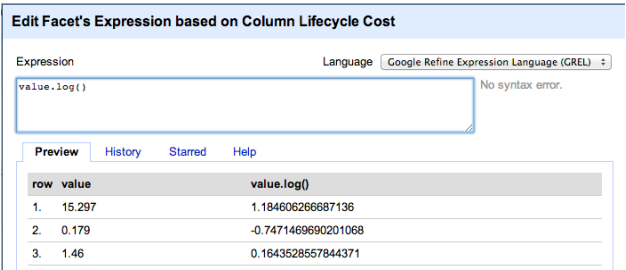 Edit Facet's Expression based on Column Lifecycle Cost
Expression Language Google Refine Expression Language (GREL)
value.log() No syntax error.
Preview History Starred Help
row value value.log()
1. 15.297 1.184606266687136
2. 0.179 -0.7471469690201068
3. 1.46 0.1643528557844371